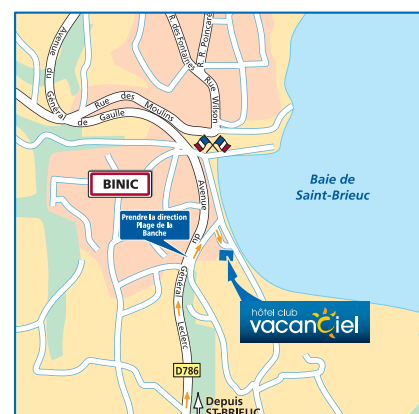 Avenue du Général
de Gaulle
R. des Fontaines
R. R. Poincaré
Rue Wilson
Rue des Moulins
BINIC
Baie de
Saint-Brieuc
Prendre la direction
Plage de la
Banche
Avenue du Général Leclerc
hôtel club
vacanciel
D786
Depuis
ST-BRIEUC